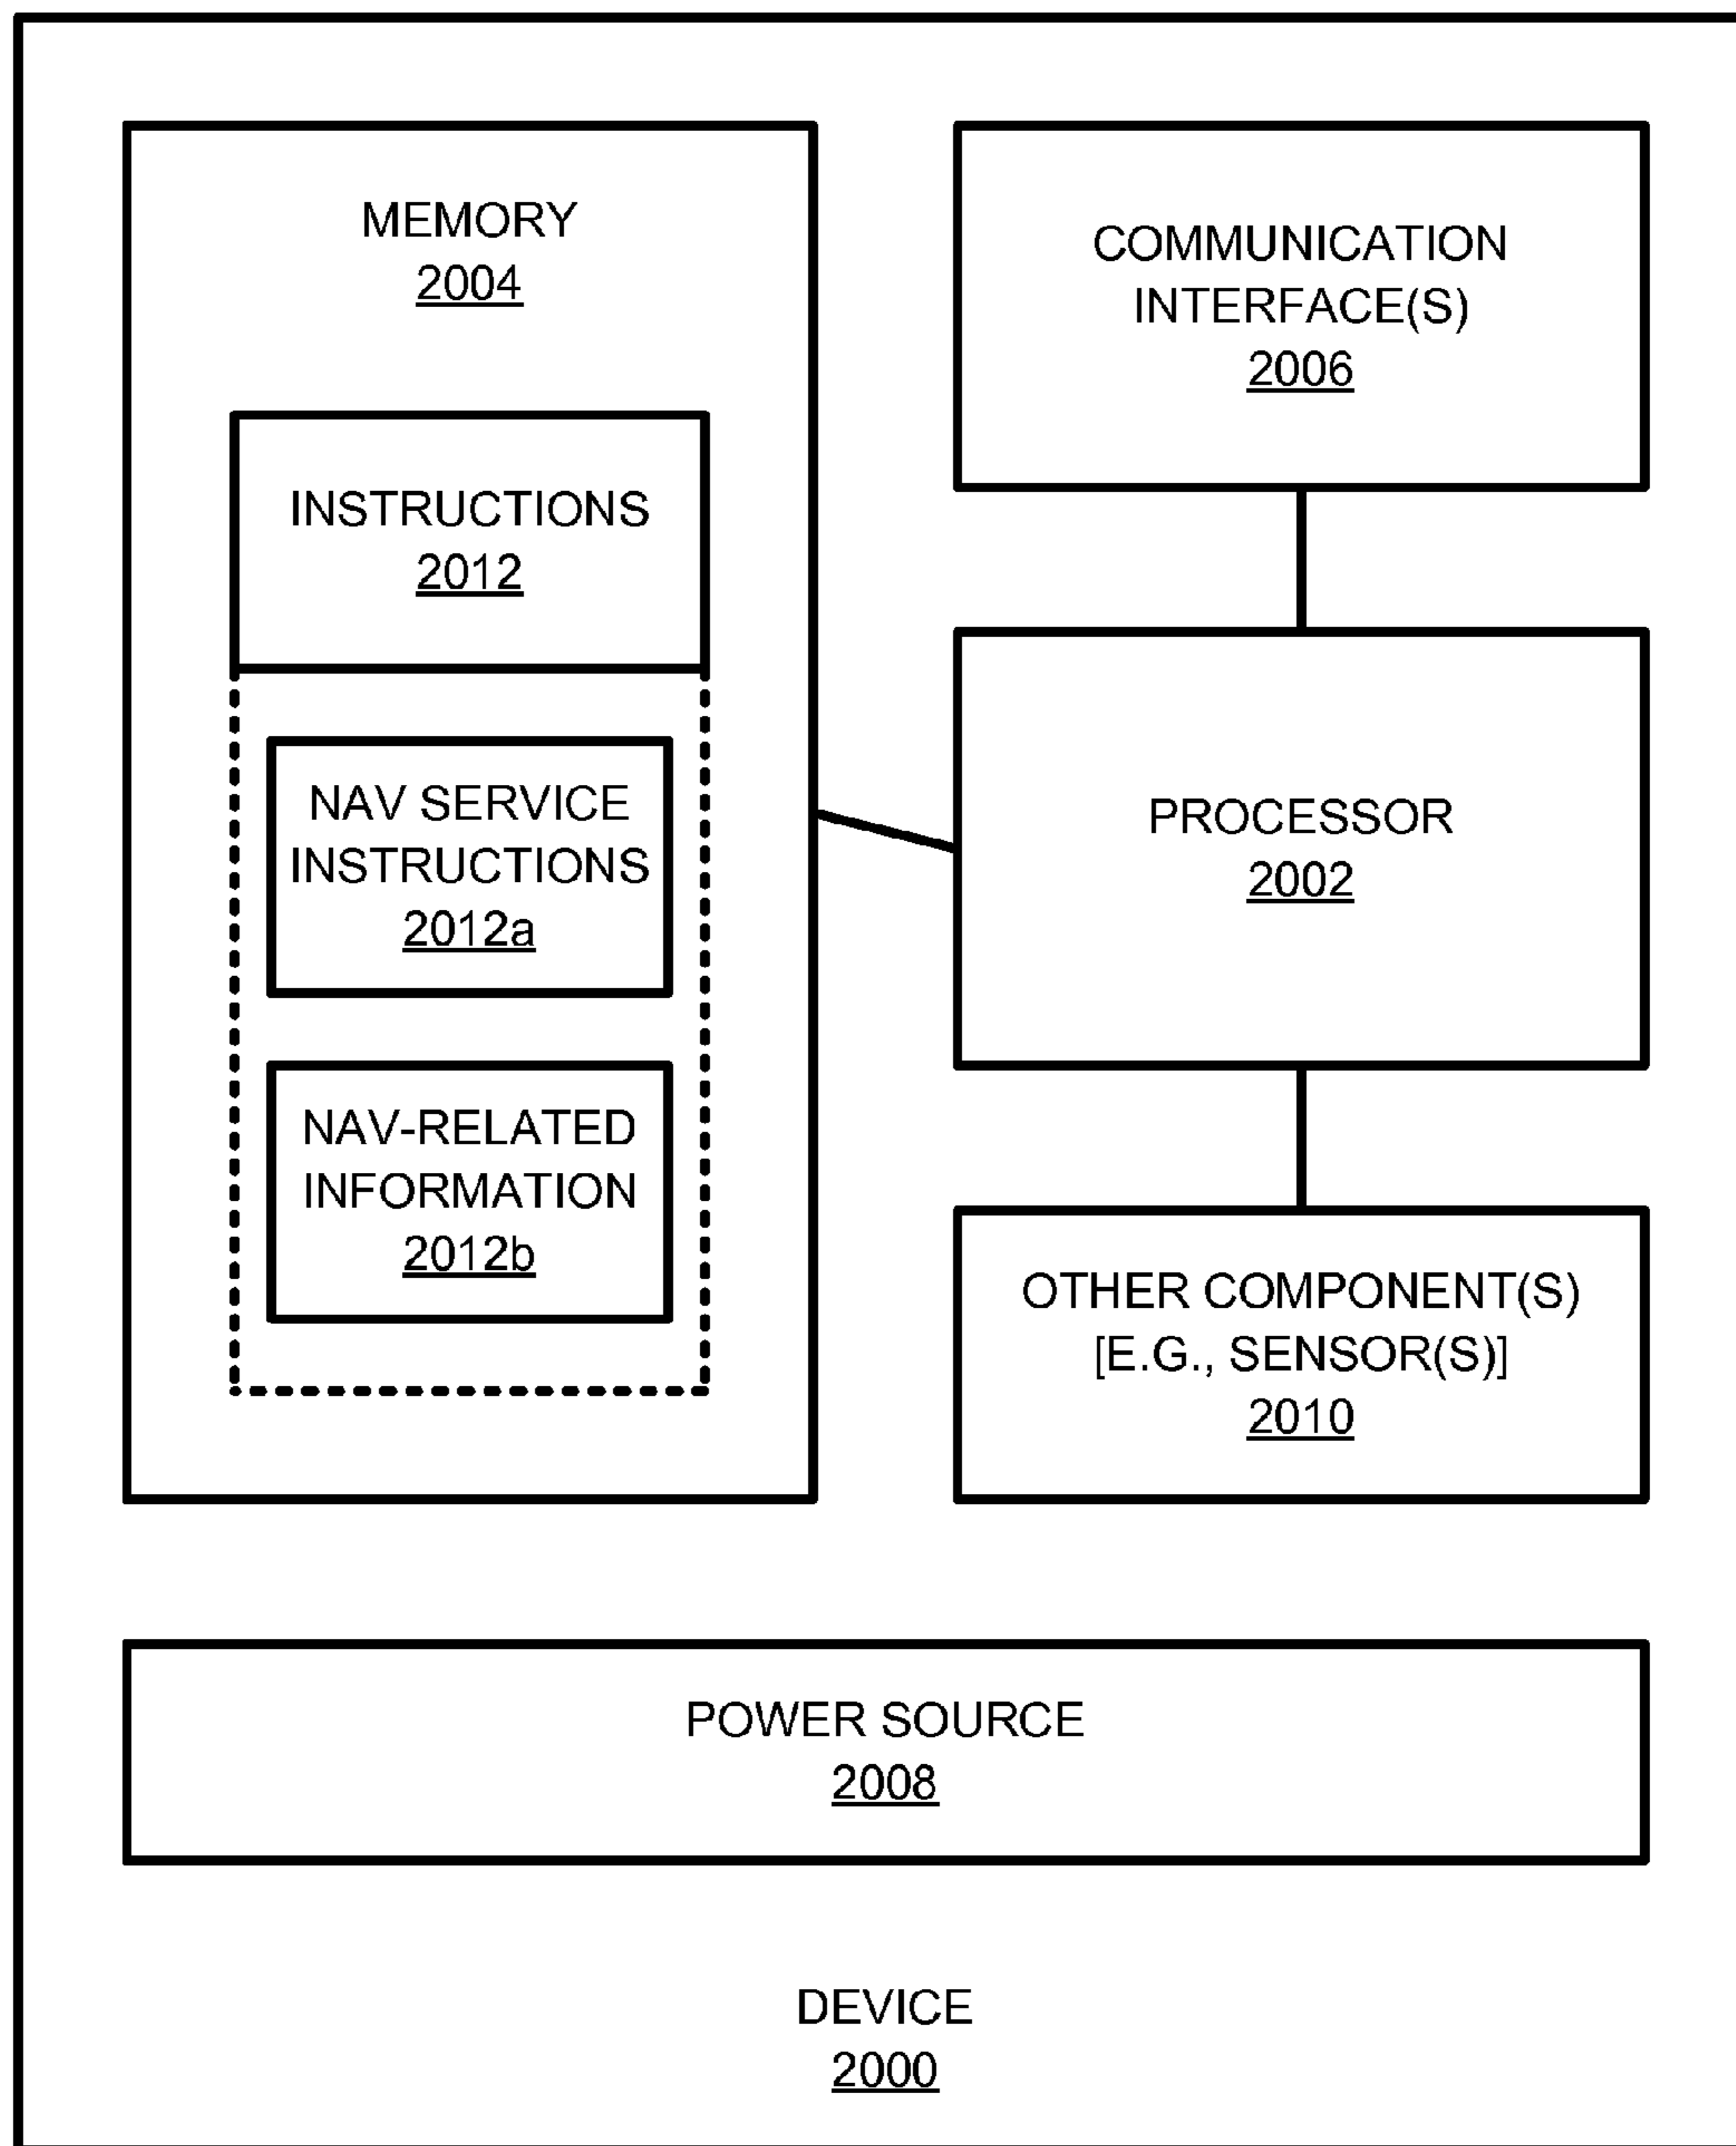 MEMORY
2004
INSTRUCTIONS
2012
NAV SERVICE
INSTRUCTIONS
2012a
NAV-RELATED
INFORMATION
2012b
COMMUNICATION
INTERFACE(S)
2006
PROCESSOR
2002
OTHER COMPONENT(S)
[E.G., SENSOR(S)]
2010
POWER SOURCE
2008
DEVICE
2000